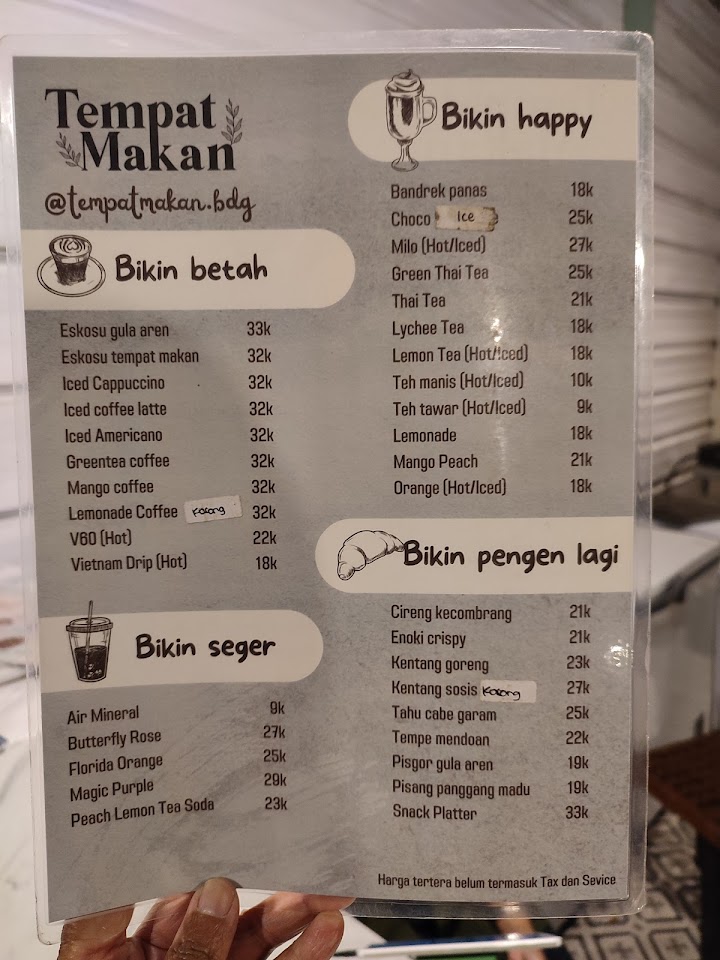 Tempat
Makan
@tempatmakan.bdg
Bikin betah
Eskosu gula aren 33k
Eskosu tempat makan 32k
Iced Cappuccino 32k
Iced coffee latte 32k
Iced Americano 32k
Greentea coffee 32k
Mango coffee 32k
Lemonade Coffee Kosong 32k
V60 (Hot) 22k
Vietnam Drip (Hot) 18k
Bikin seger
Air Mineral 9k
Butterfly Rose 27k
Florida Orange 25k
Magic Purple 29k
Peach Lemon Tea Soda 23k
Bikin happy
Bandrek panas 18k
Choco Ice 25k
Milo (Hot/Iced) 27k
Green Thai Tea 25k
Thai Tea 21k
Lychee Tea 18k
Lemon Tea (Hot/Iced) 18k
Teh manis (Hot/Iced) 10k
Teh tawar (Hot/Iced) 9k
Lemonade 18k
Mango Peach 21k
Orange (Hot/Iced) 18k
Bikin pengen lagi
Cireng kecombrang 21k
Enoki crispy 21k
Kentang goreng 23k
Kentang sosis Kosong 27k
Tahu cabe garam 25k
Tempe mendoan 22k
Pisgor gula aren 19k
Pisang panggang madu 19k
Snack Platter 33k
Harga tertera belum termasuk Tax dan Sevice